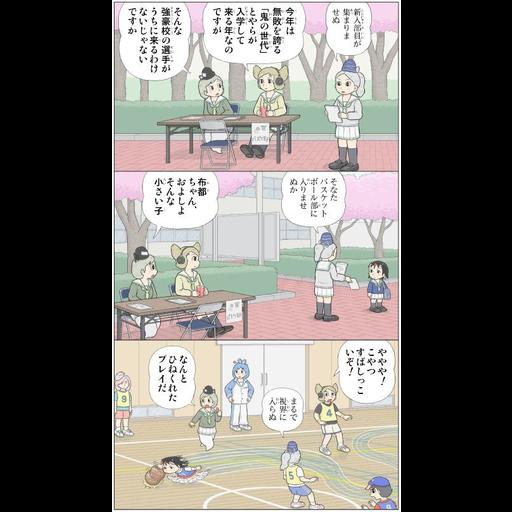 新入部員が
集まりま
せぬ
今年は
無敗を誇る
「鬼の世代」
とやらが
入学して
来る年なの
ですが
そんな
強豪校の選手が
うちに来るわけ
ないじゃない
ですか
そなた
バスケット
ボール部に
入りませ
ぬか
布都
ちゃん、
およしよ
そんな
小さい子
ややや！
こやつ
すばしっこ
いぞ！
まるで
視界に
入らぬ
なんと
ひねくれた
プレイだ
9
4
5